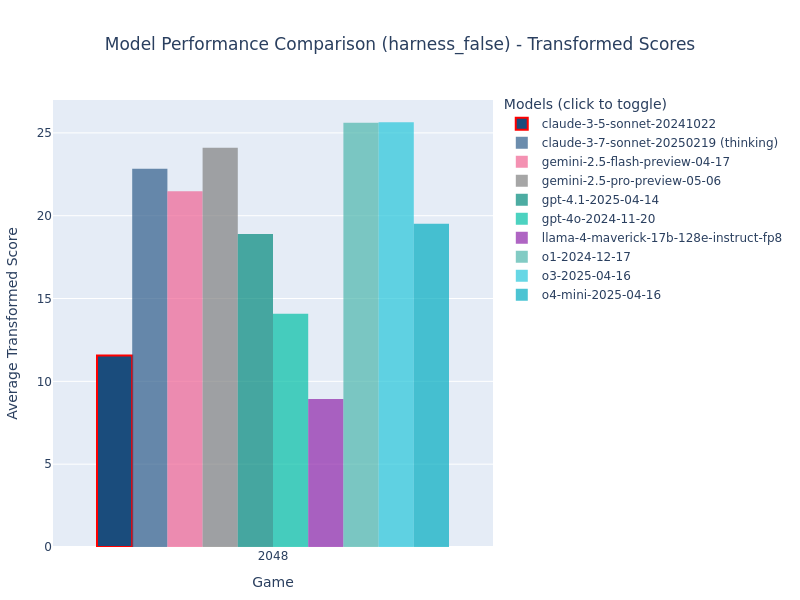 Model Performance Comparison (harness_false) - Transformed Scores
Models (click to toggle)
claude-3-5-sonnet-20241022
claude-3-7-sonnet-20250219 (thinking)
gemini-2.5-flash-preview-04-17
gemini-2.5-pro-preview-05-06
gpt-4.1-2025-04-14
gpt-4o-2024-11-20
llama-4-maverick-17b-128e-instruct-fp8
o1-2024-12-17
o3-2025-04-16
o4-mini-2025-04-16
Average Transformed Score
25
20
15
10
5
0
2048
Game